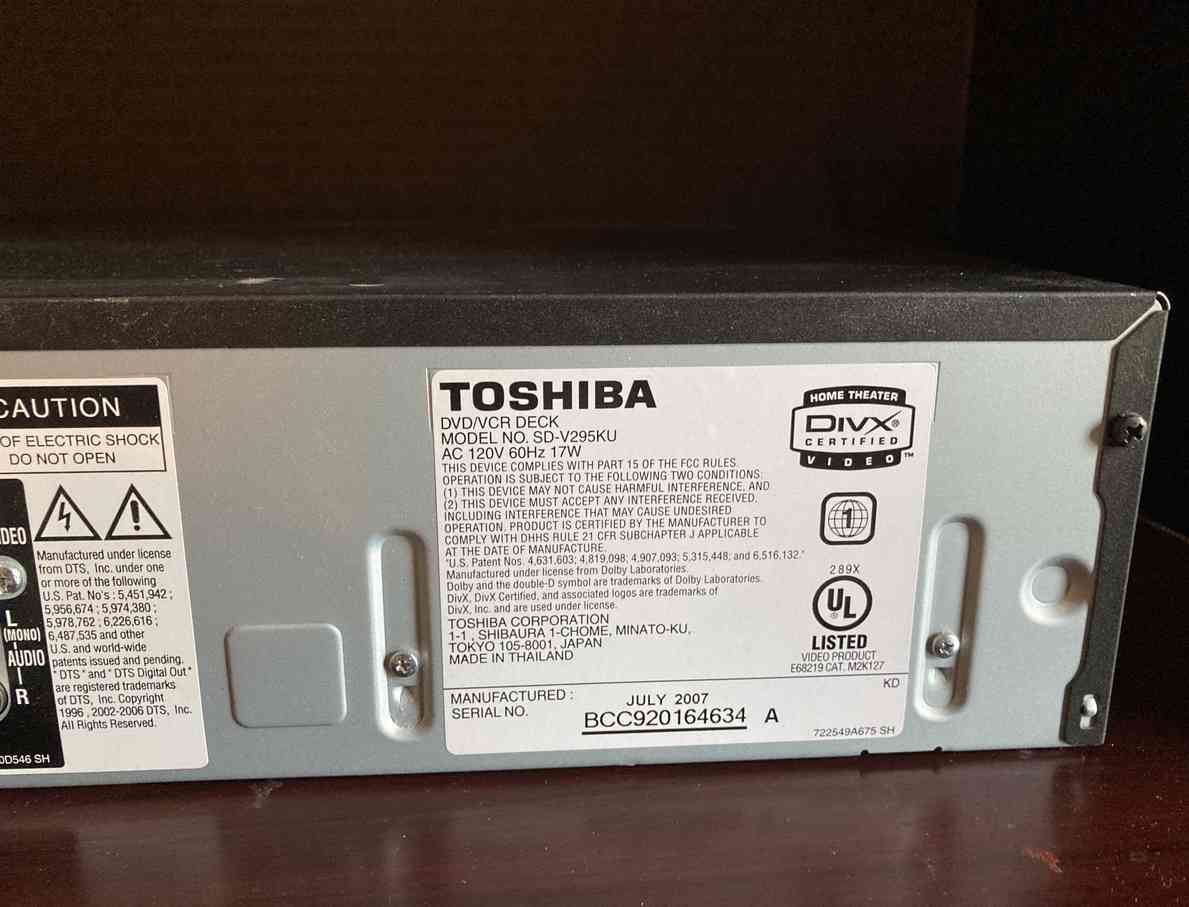 CAUTION
OF ELECTRIC SHOCK
DO NOT OPEN
DEO
L
(MONO)
AUDIO
R
Manufactured under license
from DTS, Inc. under one
or more of the following
U.S. Pat. No's : 5,451,942 ;
5,956,674 ; 5,974,380 ;
5,978,762 ; 6,226,616 ;
6,487,535 and other
U.S. and world-wide
patents issued and pending.
"DTS" and "DTS Digital Out"
are registered trademarks
of DTS, Inc. Copyright
1996 , 2002-2006 DTS, Inc.
All Rights Reserved.
0D546 SH
TOSHIBA
DVD/VCR DECK
MODEL NO. SD-V295KU
AC 120V 60Hz 17W
THIS DEVICE COMPLIES WITH PART 15 OF THE FCC RULES.
OPERATION IS SUBJECT TO THE FOLLOWING TWO CONDITIONS:
(1) THIS DEVICE MAY NOT CAUSE HARMFUL INTERFERENCE, AND
(2) THIS DEVICE MUST ACCEPT ANY INTERFERENCE RECEIVED,
INCLUDING INTERFERENCE THAT MAY CAUSE UNDESIRED
OPERATION. PRODUCT IS CERTIFIED BY THE MANUFACTURER TO
COMPLY WITH DHHS RULE 21 CFR SUBCHAPTER J APPLICABLE
AT THE DATE OF MANUFACTURE.
"U.S. Patent Nos. 4,631,603; 4,819,098; 4,907,093; 5,315,448; and 6,516,132."
Manufactured under license from Dolby Laboratories.
Dolby and the double-D symbol are trademarks of Dolby Laboratories.
DivX, DivX Certified, and associated logos are trademarks of
DivX, Inc. and are used under license.
TOSHIBA CORPORATION
1-1 , SHIBAURA 1-CHOME, MINATO-KU,
TOKYO 105-8001, JAPAN
MADE IN THAILAND
HOME THEATER
DivX®
CERTIFIED
VIDEO™
1
289X
UL
LISTED
VIDEO PRODUCT
E68219 CAT. M2K127
KD
MANUFACTURED : JULY 2007
SERIAL NO. BCC920164634 A
722549A675 SH